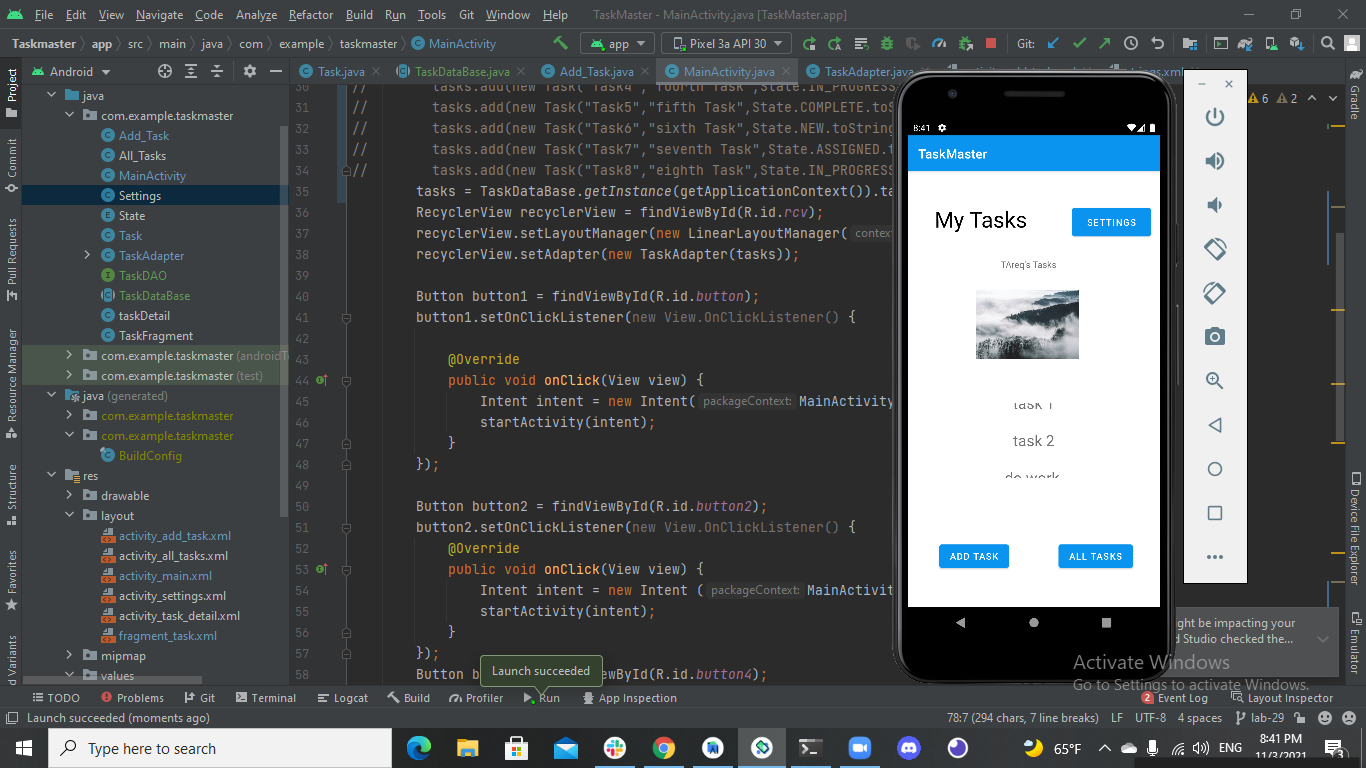 File Edit View Navigate Code Analyze Refactor Build Run Tools Git Window Help TaskMaster - MainActivity.java [TaskMaster.app]
Taskmaster app src main java com example taskmaster MainActivity app Pixel 3a API 30 Git:
Android Task.java TaskDataBase.java Add_Task.java MainActivity.java TaskAdapter.java
Project
Commit
Pull Requests
Resource Manager
Structure
Favorites
java
com.example.taskmaster
Add_Task
All_Tasks
MainActivity
Settings
State
Task
TaskAdapter
TaskDAO
TaskDataBase
taskDetail
TaskFragment
com.example.taskmaster
com.example.taskmaster (test)
java (generated)
com.example.taskmaster
com.example.taskmaster
BuildConfig
res
drawable
layout
activity_add_task.xml
activity_all_tasks.xml
activity_main.xml
activity_settings.xml
activity_task_detail.xml
fragment_task.xml
mipmap
values
30 // tasks.add(new Task("Task4","fourth Task",State.IN_PROGRESS
31 // tasks.add(new Task("Task5","fifth Task",State.COMPLETE.toS
32 // tasks.add(new Task("Task6","sixth Task",State.NEW.toString
33 // tasks.add(new Task("Task7","seventh Task",State.ASSIGNED.t
34 // tasks.add(new Task("Task8","eighth Task",State.IN_PROGRESS
35 tasks = TaskDataBase.getInstance(getApplicationContext()).ta
36 RecyclerView recyclerView = findViewById(R.id.rcv);
37 recyclerView.setLayoutManager(new LinearLayoutManager( context
38 recyclerView.setAdapter(new TaskAdapter(tasks));
39
40 Button button1 = findViewById(R.id.button);
41 button1.setOnClickListener(new View.OnClickListener() {
42
43 @Override
44 public void onClick(View view) {
45 Intent intent = new Intent( packageContext: MainActivity
46 startActivity(intent);
47 }
48 });
49
50 Button button2 = findViewById(R.id.button2);
51 button2.setOnClickListener(new View.OnClickListener() {
52 @Override
53 public void onClick(View view) {
54 Intent intent = new Intent ( packageContext: MainActivit
55 startActivity(intent);
56 }
57 });
58 Button b
viewById(R.id.button4);
Launch succeeded
6 2
8:41
TaskMaster
My Tasks
SETTINGS
TAreq's Tasks
task 1
task 2
do work
ADD TASK ALL TASKS
Gradle
Device File Explorer
Emulator
ght be impacting your
d Studio checked the...
Activate Windows
Go to Settings to activate Windows.
TODO Problems Git Terminal Logcat Build Profiler Run App Inspection 2 Event Log Layout Inspector
Launch succeeded (moments ago) 78:7 (294 chars, 7 line breaks) LF UTF-8 4 spaces lab-29
Type here to search 65°F ENG 8:41 PM
11/3/2021
3